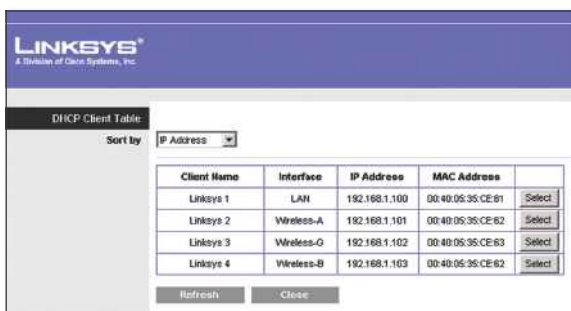 LINKSYS®
A Division of Cisco Systems, Inc.
DHCP Client Table
Sort by IP Address
Client Name Interface IP Address MAC Address
Linksys 1 LAN 192.168.1.100 00:40:05:35:CE:61 Select
Linksys 2 Wireless-A 192.168.1.101 00:40:05:35:CE:62 Select
Linksys 3 Wireless-G 192.168.1.102 00:40:05:35:CE:63 Select
Linksys 4 Wireless-B 192.168.1.103 00:40:05:35:CE:62 Select
Refresh Close